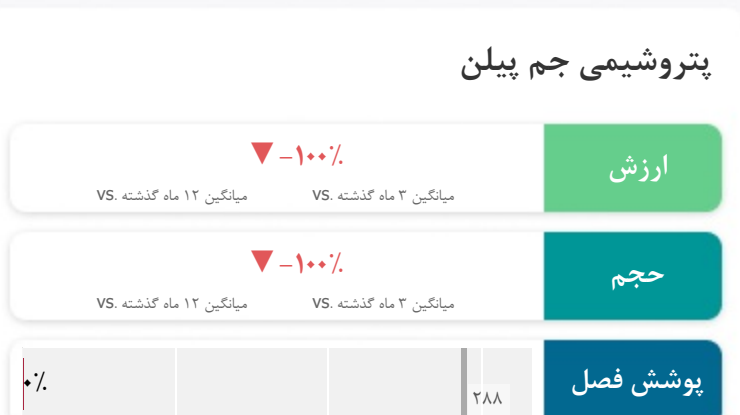 پتروشیمی جم پیلن
ارزش
▼ -۱۰۰٪
میانگین ۳ ماه گذشته .VS
میانگین ۱۲ ماه گذشته .VS
حجم
▼ -۱۰۰٪
میانگین ۳ ماه گذشته .VS
میانگین ۱۲ ماه گذشته .VS
پوشش فصل
۰٪
۲۸۸